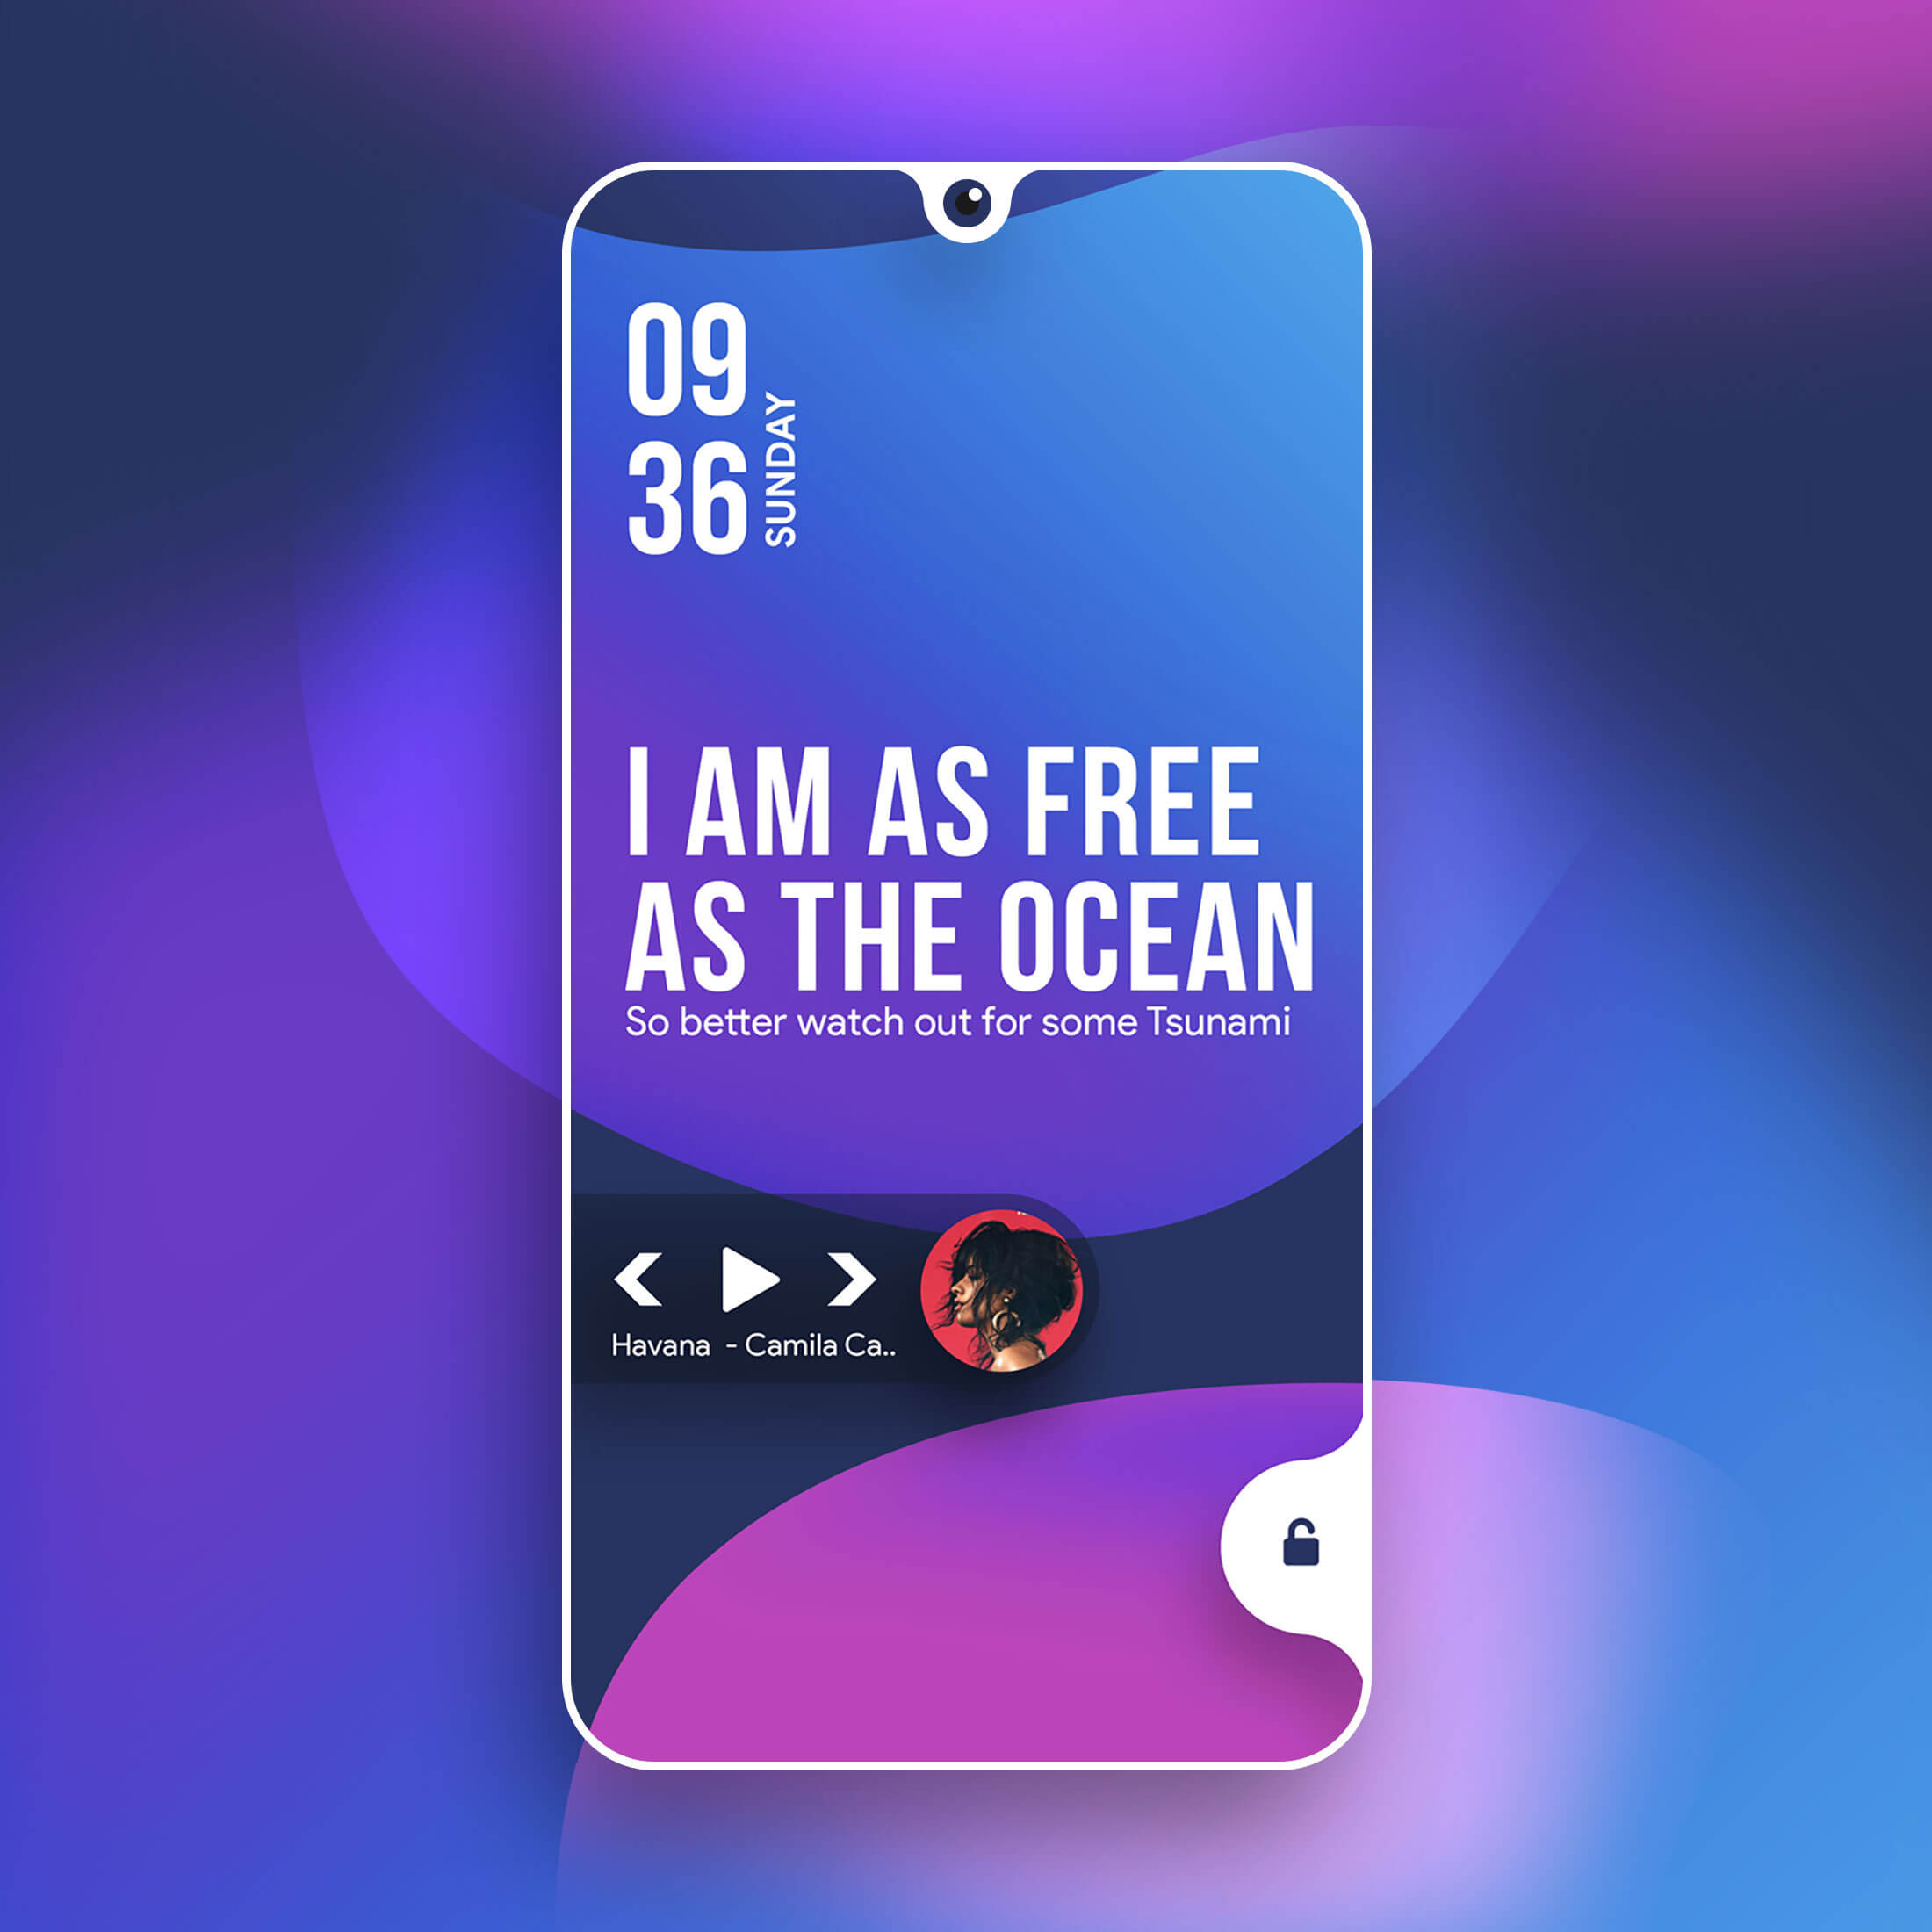 09
36
SUNDAY
I AM AS FREE
AS THE OCEAN
So better watch out for some Tsunami
Havana - Camila Ca..